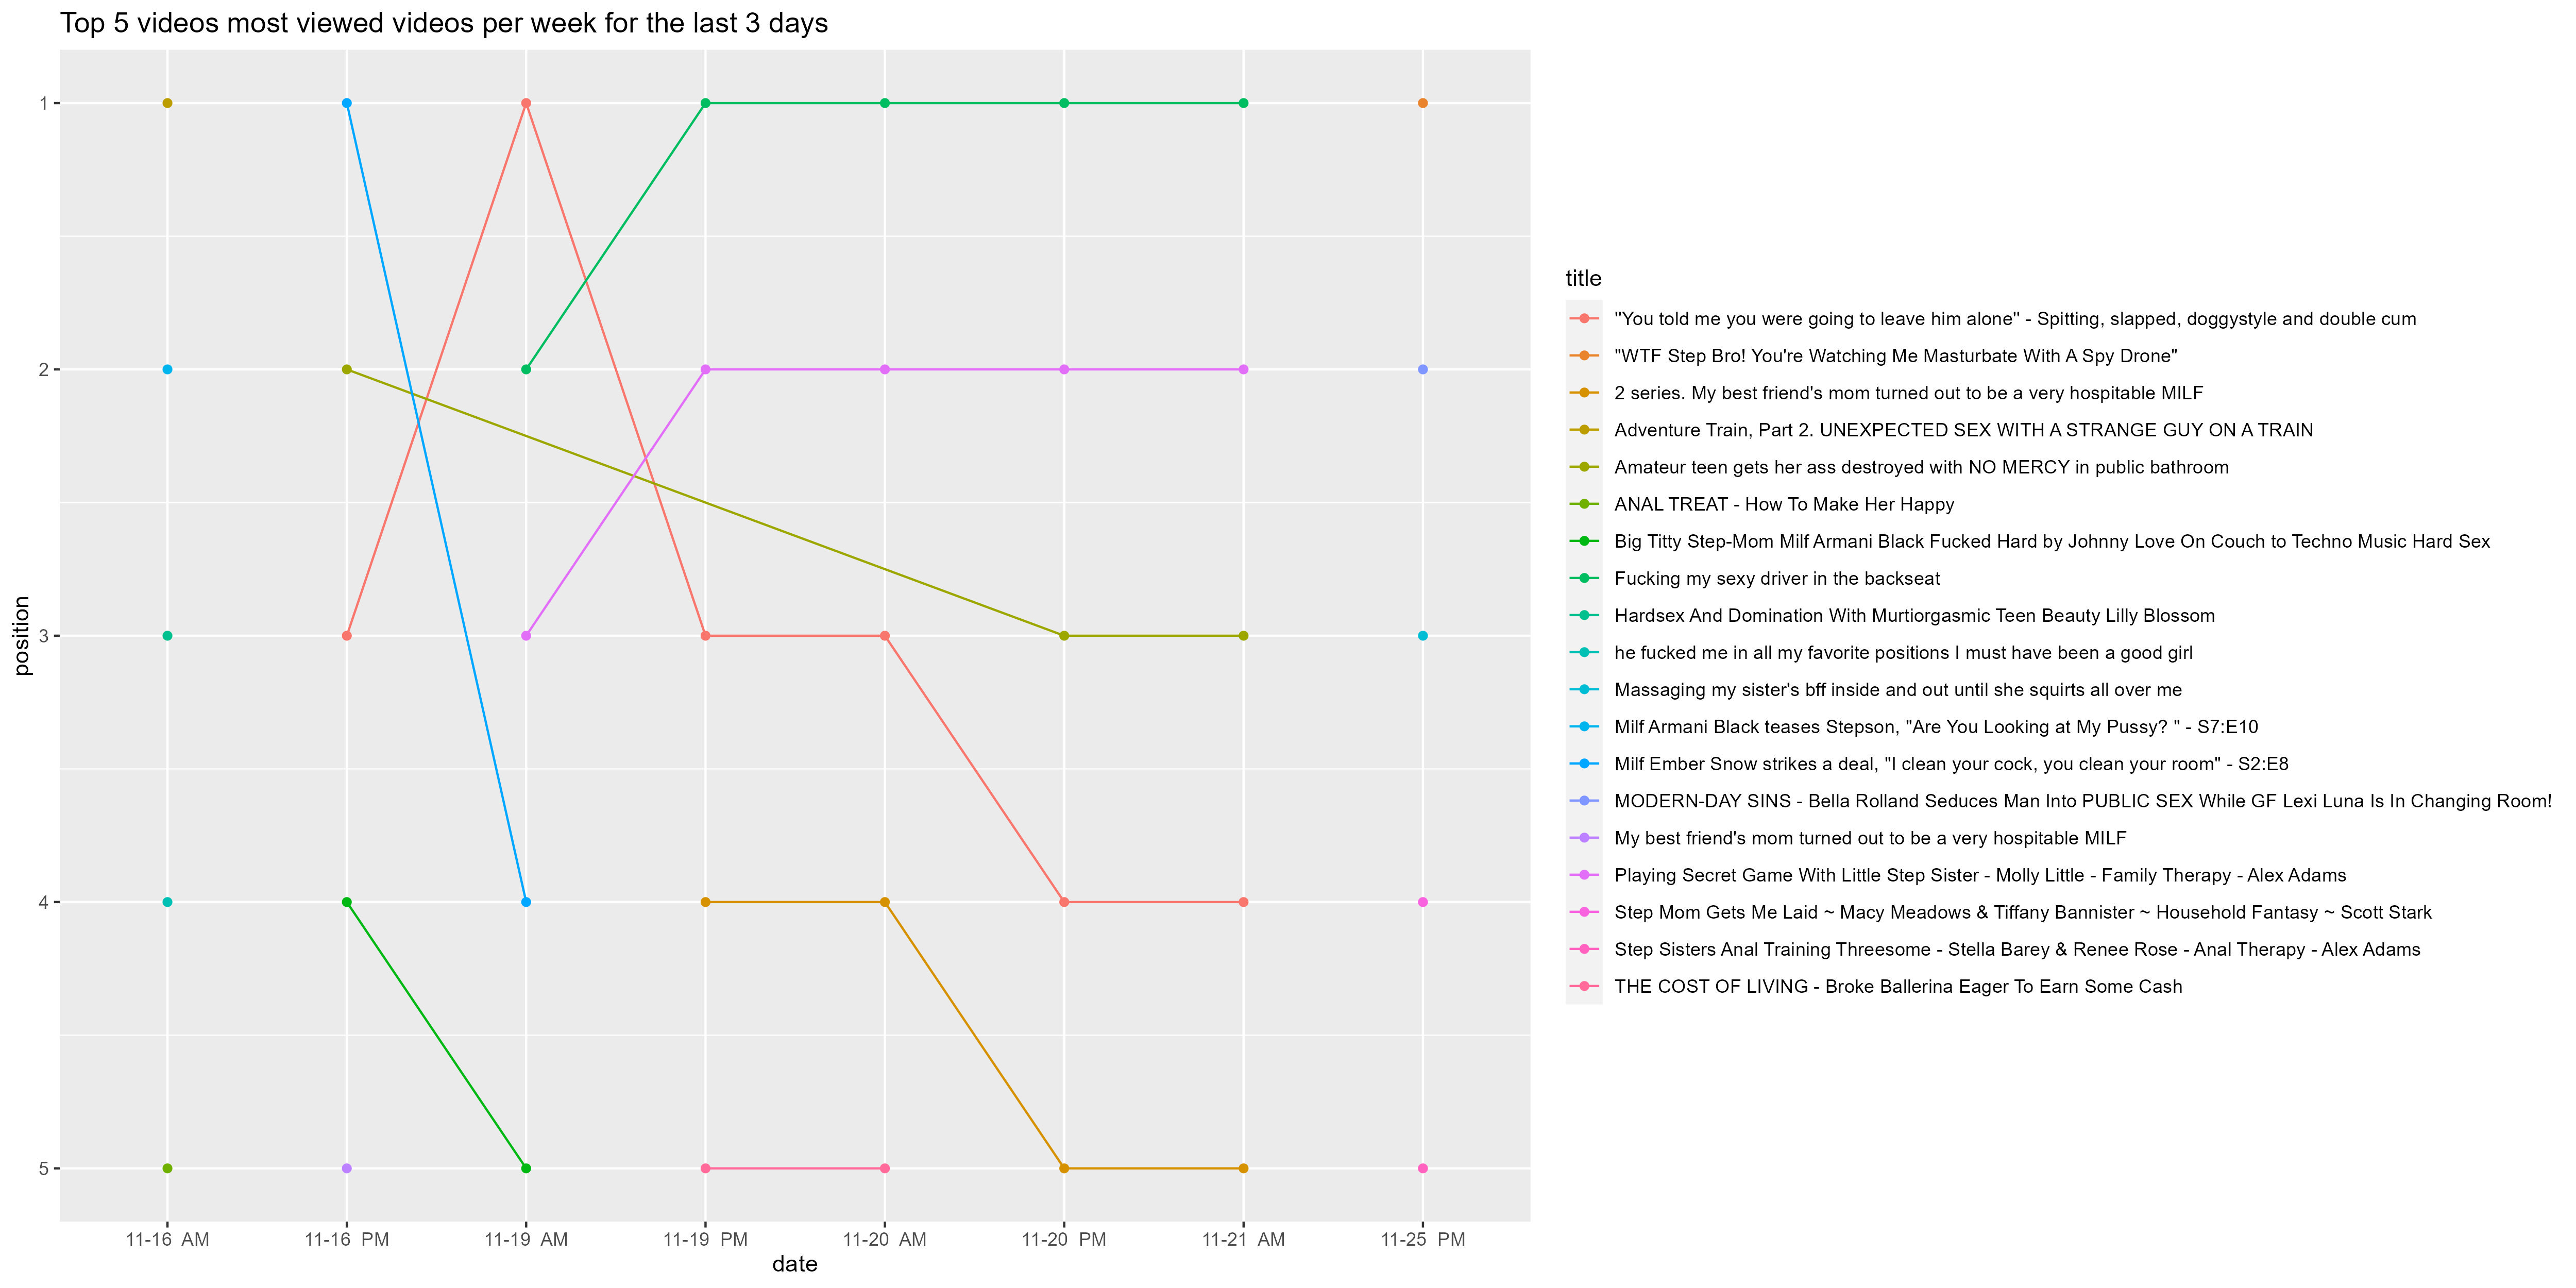 Top 5 videos most viewed videos per week for the last 3 days
position
1
2
3
4
5
11-16 AM
11-16 PM
11-19 AM
11-19 PM
11-20 AM
11-20 PM
11-21 AM
11-25 PM
date
title
"You told me you were going to leave him alone" - Spitting, slapped, doggystyle and double cum
"WTF Step Bro! You're Watching Me Masturbate With A Spy Drone"
2 series. My best friend's mom turned out to be a very hospitable MILF
Adventure Train, Part 2. UNEXPECTED SEX WITH A STRANGE GUY ON A TRAIN
Amateur teen gets her ass destroyed with NO MERCY in public bathroom
ANAL TREAT - How To Make Her Happy
Big Titty Step-Mom Milf Armani Black Fucked Hard by Johnny Love On Couch to Techno Music Hard Sex
Fucking my sexy driver in the backseat
Hardsex And Domination With Murtiorgasmic Teen Beauty Lilly Blossom
he fucked me in all my favorite positions I must have been a good girl
Massaging my sister's bff inside and out until she squirts all over me
Milf Armani Black teases Stepson, "Are You Looking at My Pussy? " - S7:E10
Milf Ember Snow strikes a deal, "I clean your cock, you clean your room" - S2:E8
MODERN-DAY SINS - Bella Rolland Seduces Man Into PUBLIC SEX While GF Lexi Luna Is In Changing Room!
My best friend's mom turned out to be a very hospitable MILF
Playing Secret Game With Little Step Sister - Molly Little - Family Therapy - Alex Adams
Step Mom Gets Me Laid ~ Macy Meadows & Tiffany Bannister ~ Household Fantasy ~ Scott Stark
Step Sisters Anal Training Threesome - Stella Barey & Renee Rose - Anal Therapy - Alex Adams
THE COST OF LIVING - Broke Ballerina Eager To Earn Some Cash